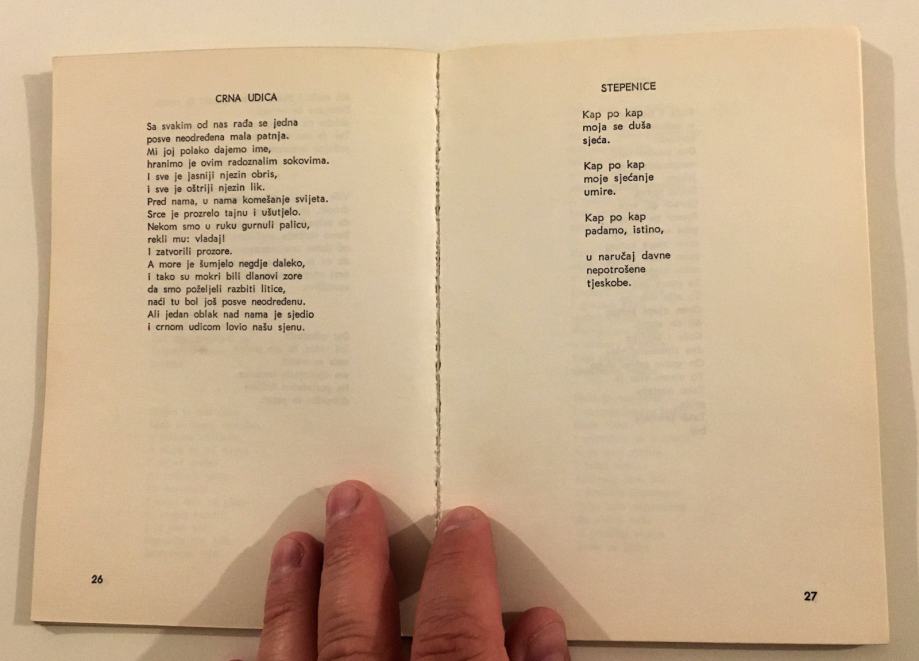 CRNA UDICA
Sa svakim od nas rađa se jedna
posve neodređena mala patnja.
Mi joj polako dajemo ime,
hranimo je ovim radoznalim sokovima.
I sve je jasniji njezin obris,
i sve je oštriji njezin lik.
Pred nama, u nama komešanje svijeta.
Srce je prozrelo tajnu i ušutjelo.
Nekom smo u ruku gurnuli palicu,
rekli mu: vladaj!
I zatvorili prozore.
A more je šumjelo negdje daleko,
i tako su mokri bili dlanovi zore
da smo poželjeli razbiti litice,
naći tu bol još posve neodređenu.
Ali jedan oblak nad nama je sjedio
i crnom udicom lovio našu sjenu.
26
STEPENICE
Kap po kap
moja se duša
sjeća.
Kap po kap
moje sjećanje
umire.
Kap po kap
padamo, istino,
u naručaj davne
nepotrošene
tjeskobe.
27